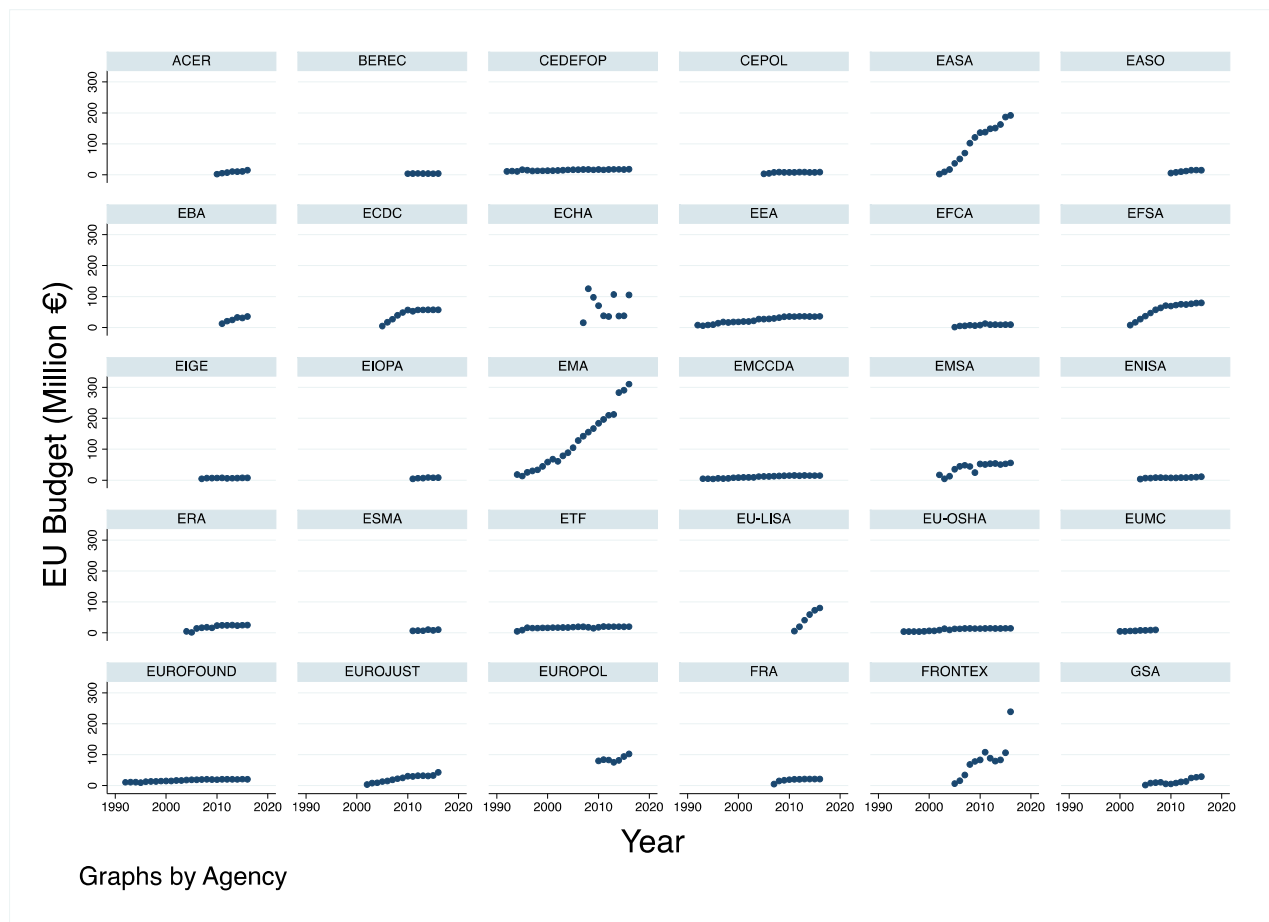 ACER BEREC CEDEFOP CEPOL EASA EASO
300
200
100
0
EBA ECDC ECHA EEA EFCA EFSA
300
200
100
0
EIGE EIOPA EMA EMCCDA EMSA ENISA
300
200
100
0
ERA ESMA ETF EU-LISA EU-OSHA EUMC
300
200
100
0
EUROFOUND EUROJUST EUROPOL FRA FRONTEX GSA
300
200
100
0
1990 2000 2010 2020 1990 2000 2010 2020 1990 2000 2010 2020 1990 2000 2010 2020 1990 2000 2010 2020 1990 2000 2010 2020
EU Budget (Million €)
Year
Graphs by Agency